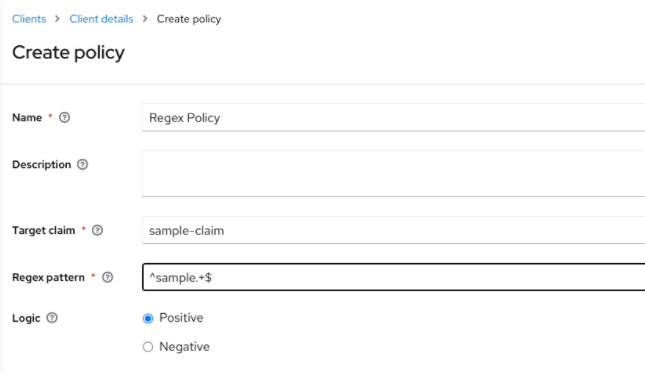 Clients > Client details > Create policy
Create policy
Name * Regex Policy
Description
Target claim * sample-claim
Regex pattern * ^sample.+$
Logic Positive
Negative